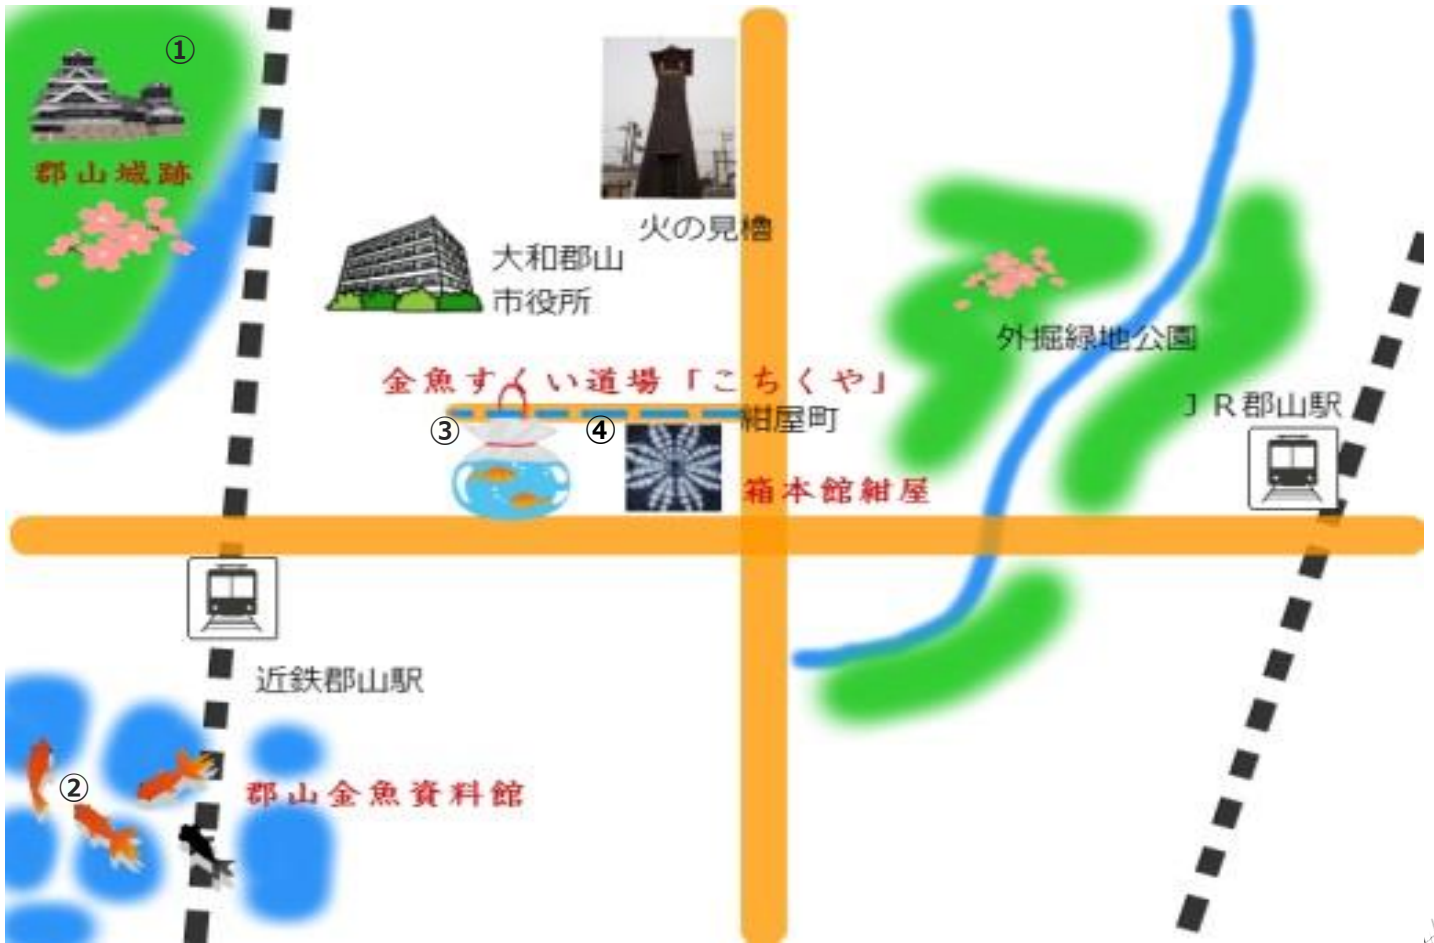 ①
郡山城跡
火の見櫓
大和郡山
市役所
外掘緑地公園
金魚すくい道場「こちくや」
ＪＲ郡山駅
③
④
紺屋町
箱本館紺屋
近鉄郡山駅
②
郡山金魚資料館